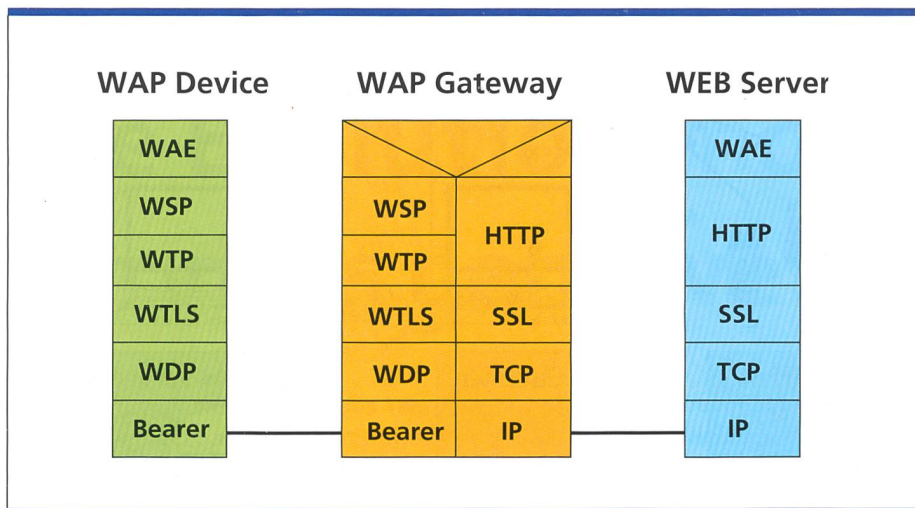 WAP Device
WAP Gateway
WEB Server
WAE
WSP
WTP
WTLS
WDP
Bearer
WSP
WTP
WTLS
WDP
Bearer
HTTP
SSL
TCP
IP
WAE
HTTP
SSL
TCP
IP